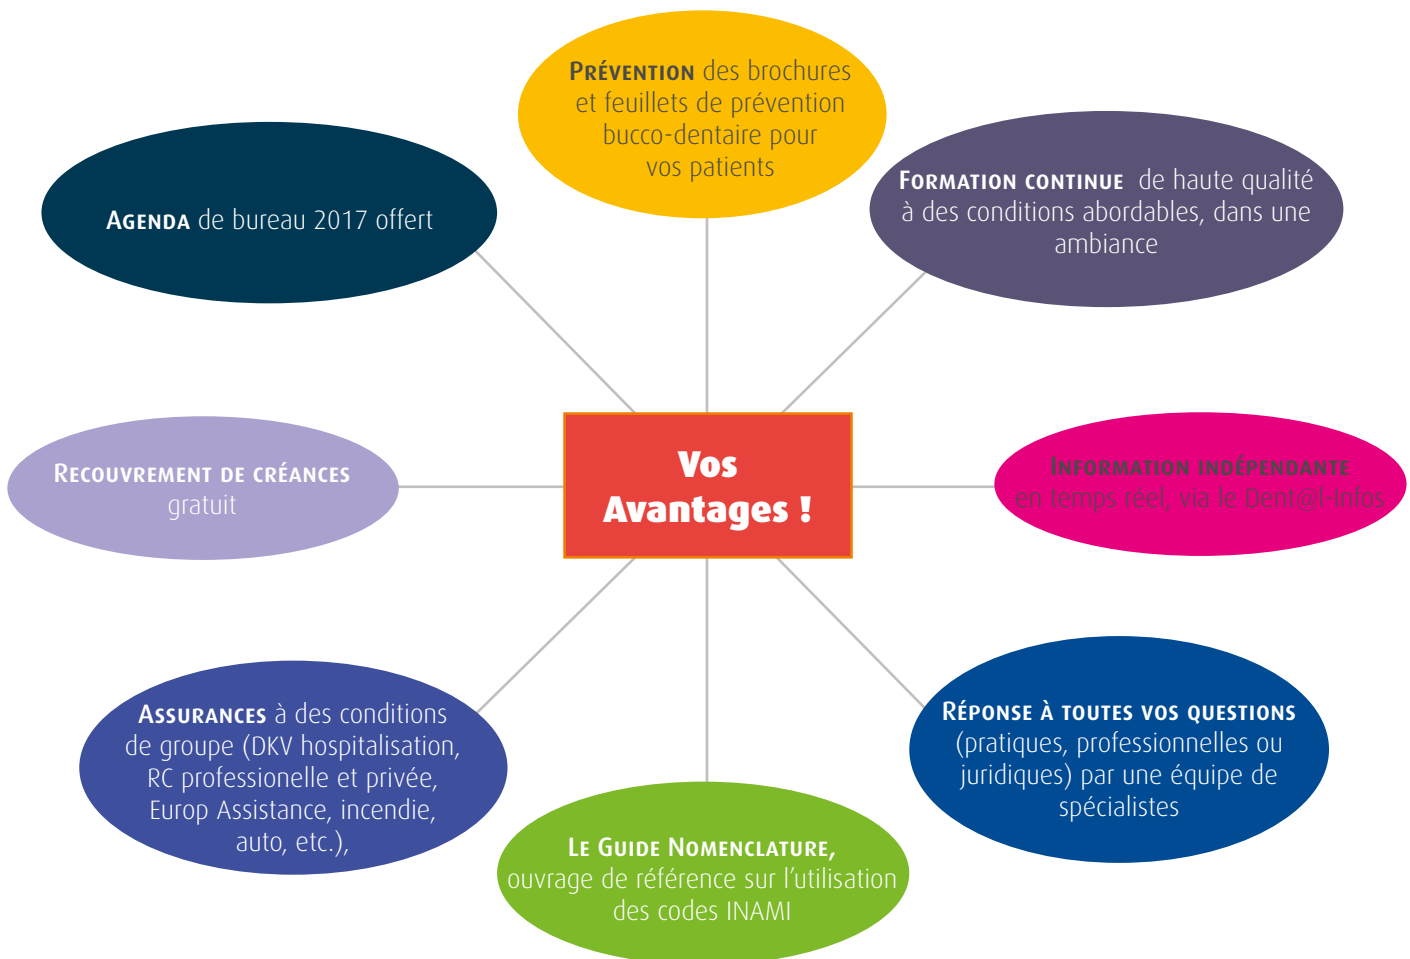 Prévention des brochures
et feuillets de prévention
bucco-dentaire pour
vos patients
Agenda de bureau 2017 offert
Formation continue de haute qualité
à des conditions abordables, dans une
ambiance
Recouvrement de créances
gratuit
Vos
Avantages !
Information indépendante
en temps réel, via le Dent@l-Infos
Assurances à des conditions
de groupe (DKV hospitalisation,
RC professionelle et privée,
Europ Assistance, incendie,
auto, etc.),
Réponse à toutes vos questions
(pratiques, professionnelles ou
juridiques) par une équipe de
spécialistes
Le Guide Nomenclature,
ouvrage de référence sur l'utilisation
des codes INAMI